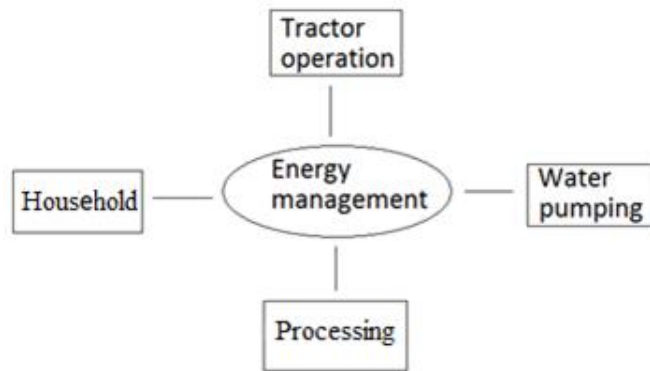 Tractor
operation
Energy
management
Household
Water
pumping
Processing